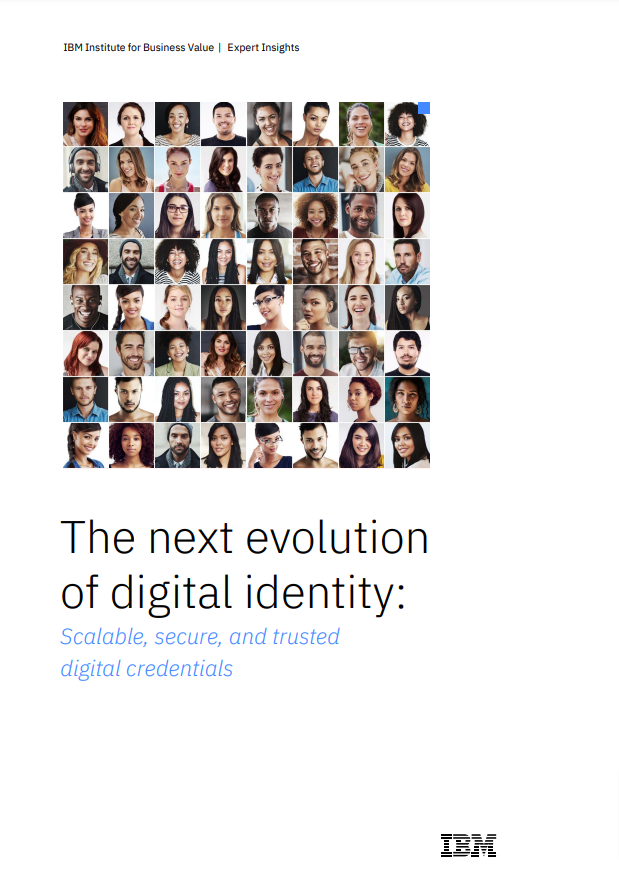 IBM Institute for Business Value | Expert Insights
The next evolution
of digital identity:
Scalable, secure, and trusted
digital credentials
IBM